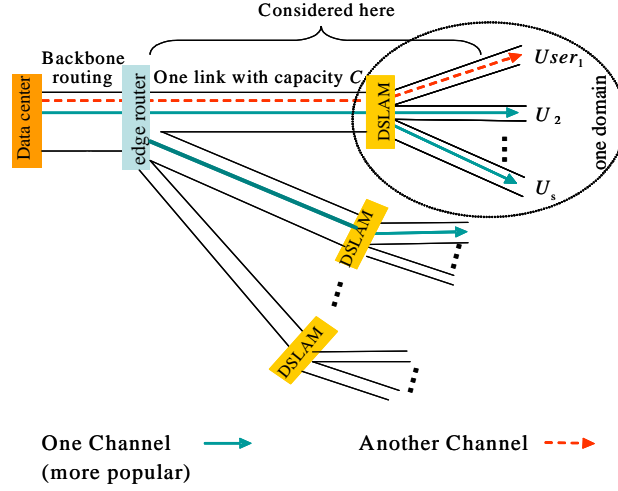 Considered here
Backbone
routing
One link with capacity C
Data center
edge router
DSLAM
User1
U2
Us
one domain
DSLAM
DSLAM
One Channel
(more popular)
Another Channel